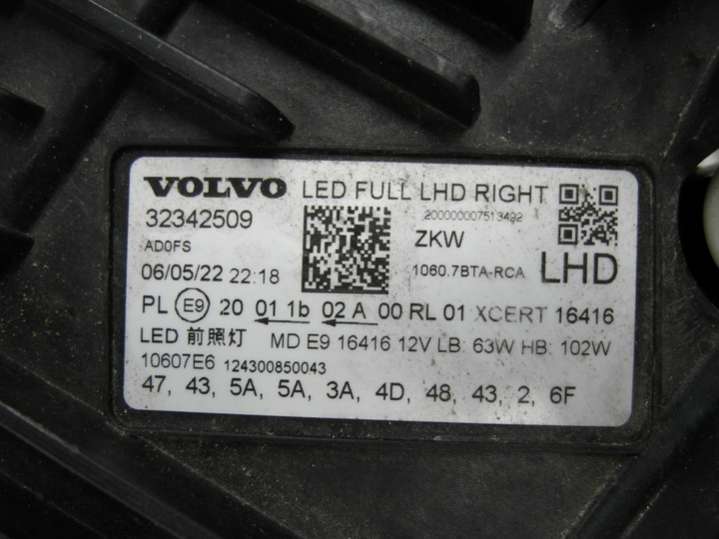 VOLVO LED FULL LHD RIGHT
32342509
200000007513492
AD0FS
ZKW
06/05/22 22:18
1060.7BTA-RCA
LHD
PL E9 20 01 1b 02 A 00 RL 01 XCERT 16416
LED 前照灯 MD E9 16416 12V LB: 63W HB: 102W
10607E6 124300850043
47, 43, 5A, 5A, 3A, 4D, 48, 43, 2, 6F